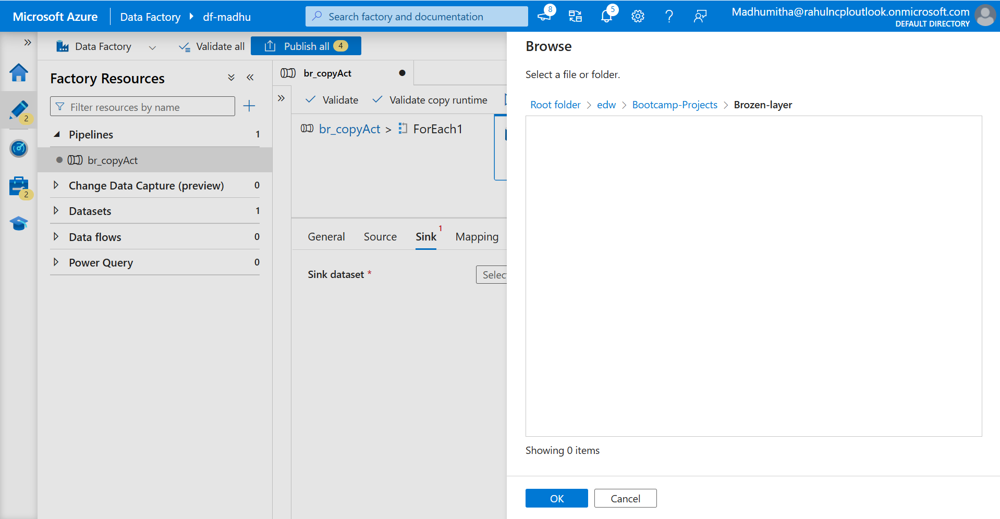 Microsoft Azure
Data Factory
df-madhu
Search factory and documentation
8
5
Madhumitha@rahulncploutlook.onmicrosoft.com
DEFAULT DIRECTORY
Data Factory
Validate all
Publish all 4
2
2
Factory Resources
Filter resources by name
Pipelines 1
br_copyAct
Change Data Capture (preview) 0
Datasets 1
Data flows 0
Power Query 0
br_copyAct
Validate
Validate copy runtime
br_copyAct > ForEach1
General
Source
Sink 1
Mapping
Sink dataset *
Selec
Browse
Select a file or folder.
Root folder > edw > Bootcamp-Projects > Brozen-layer
Showing 0 items
OK
Cancel